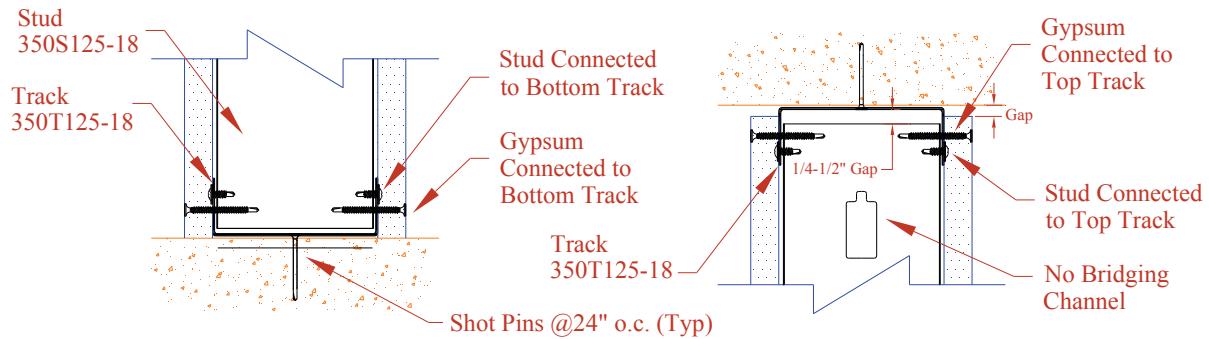 Stud
350S125-18
Track
350T125-18
Stud Connected
to Bottom Track
Gypsum
Connected to
Bottom Track
Shot Pins @24" o.c. (Typ)
Gypsum
Connected to
Top Track
Gap
1/4-1/2" Gap
Stud Connected
to Top Track
Track
350T125-18
No Bridging
Channel